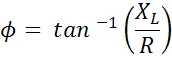 ϕ = tan ⁻¹ (X_L / R)